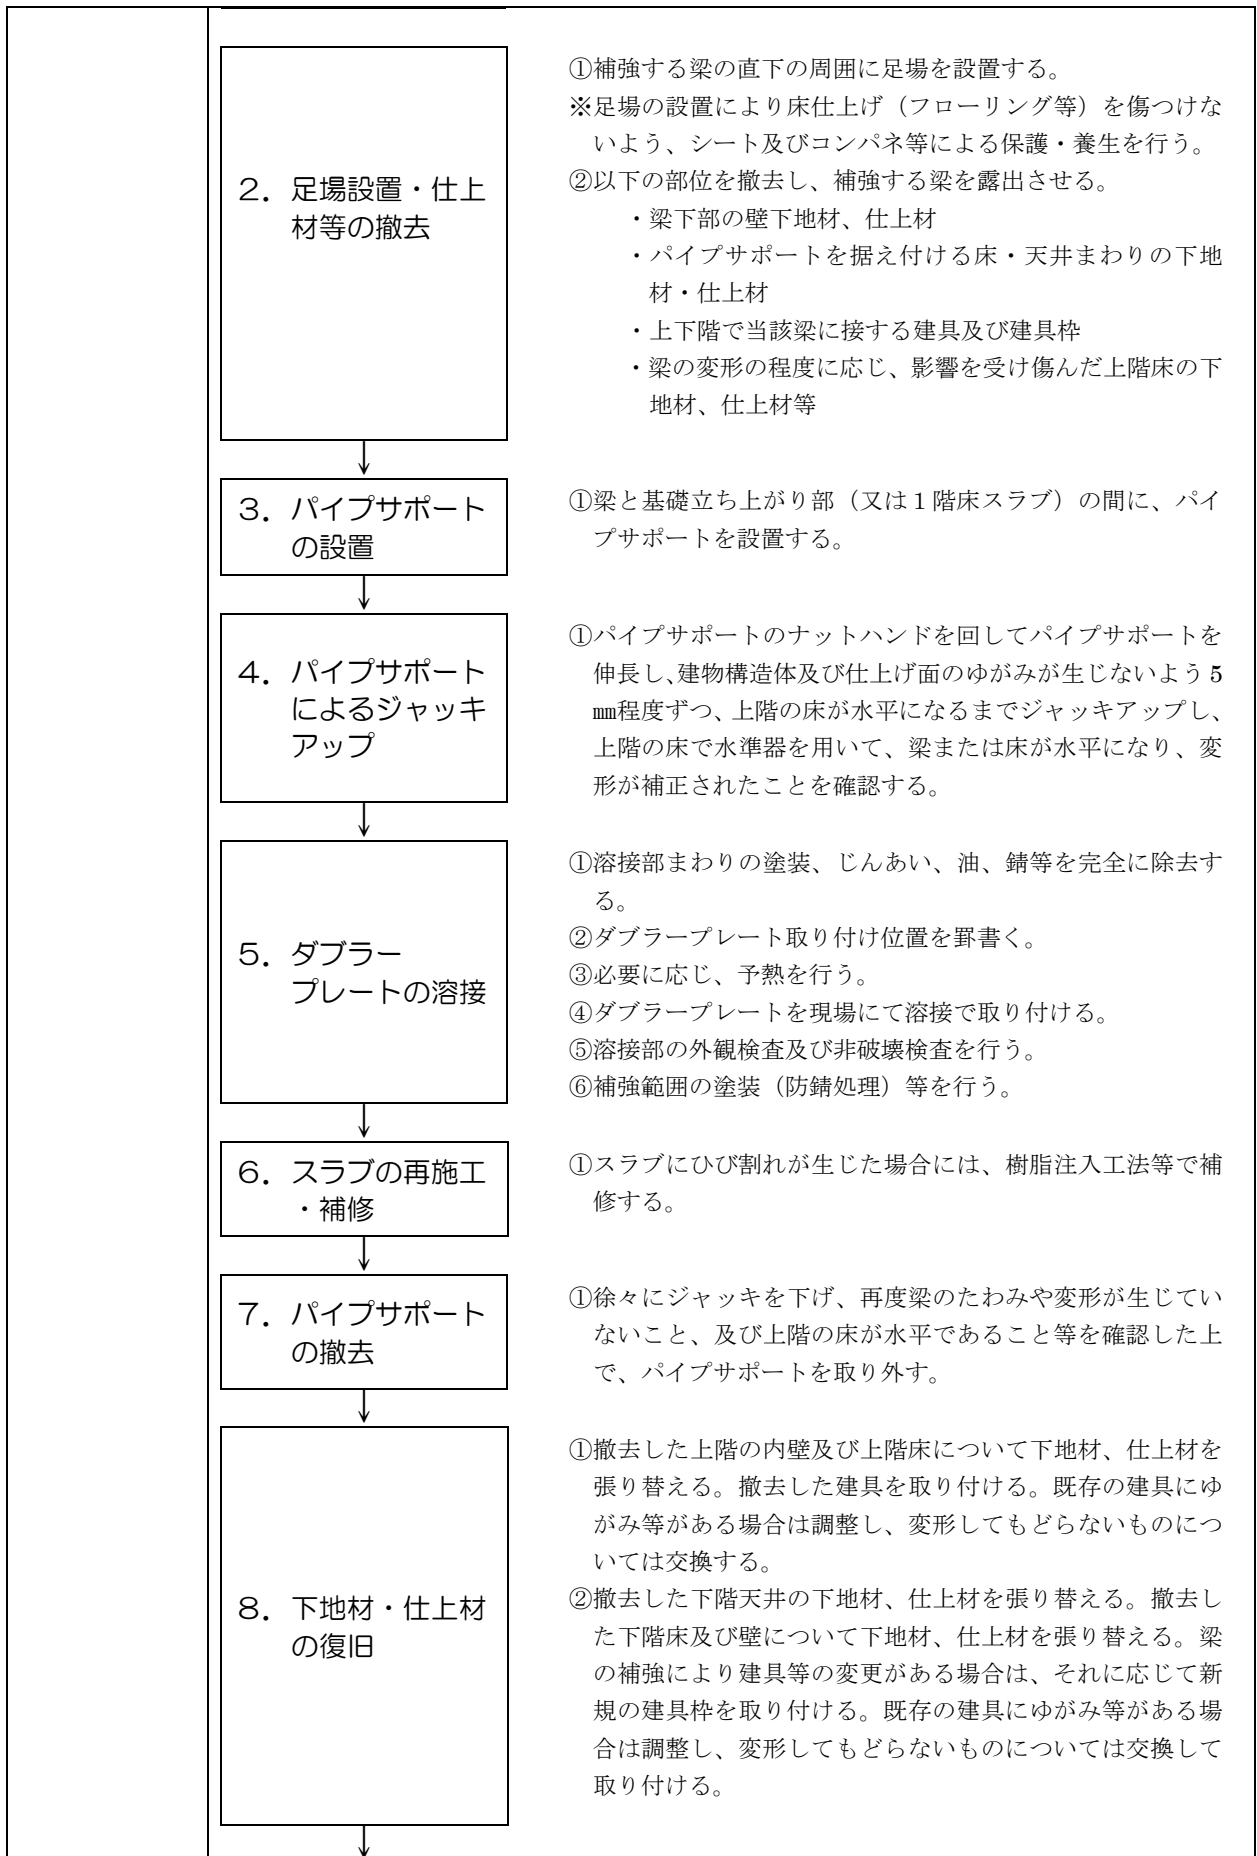 2．足場設置・仕上
材等の撤去
①補強する梁の直下の周囲に足場を設置する。
※足場の設置により床仕上げ（フローリング等）を傷つけな
いよう、シート及びコンパネ等による保護・養生を行う。
②以下の部位を撤去し、補強する梁を露出させる。
・梁下部の壁下地材、仕上材
・パイプサポートを据え付ける床・天井まわりの下地
材・仕上材
・上下階で当該梁に接する建具及び建具枠
・梁の変形の程度に応じ、影響を受け傷んだ上階床の下
地材、仕上材等
3．パイプサポート
の設置
①梁と基礎立ち上がり部（又は１階床スラブ）の間に、パイ
プサポートを設置する。
4．パイプサポート
によるジャッキ
アップ
①パイプサポートのナットハンドを回してパイプサポートを
伸長し、建物構造体及び仕上げ面のゆがみが生じないよう 5
㎜程度ずつ、上階の床が水平になるまでジャッキアップし、
上階の床で水準器を用いて、梁または床が水平になり、変
形が補正されたことを確認する。
5．ダブラー
プレートの溶接
①溶接部まわりの塗装、じんあい、油、錆等を完全に除去す
る。
②ダブラープレート取り付け位置を罫書く。
③必要に応じ、予熱を行う。
④ダブラープレートを現場にて溶接で取り付ける。
⑤溶接部の外観検査及び非破壊検査を行う。
⑥補強範囲の塗装（防錆処理）等を行う。
6．スラブの再施工
・補修
①スラブにひび割れが生じた場合には、樹脂注入工法等で補
修する。
7．パイプサポート
の撤去
①徐々にジャッキを下げ、再度梁のたわみや変形が生じてい
ないこと、及び上階の床が水平であること等を確認した上
で、パイプサポートを取り外す。
8．下地材・仕上材
の復旧
①撤去した上階の内壁及び上階床について下地材、仕上材を
張り替える。撤去した建具を取り付ける。既存の建具にゆ
がみ等がある場合は調整し、変形してもどらないものにつ
いては交換する。
②撤去した下階天井の下地材、仕上材を張り替える。撤去し
た下階床及び壁について下地材、仕上材を張り替える。梁
の補強により建具等の変更がある場合は、それに応じて新
規の建具枠を取り付ける。既存の建具にゆがみ等がある場
合は調整し、変形してもどらないものについては交換して
取り付ける。